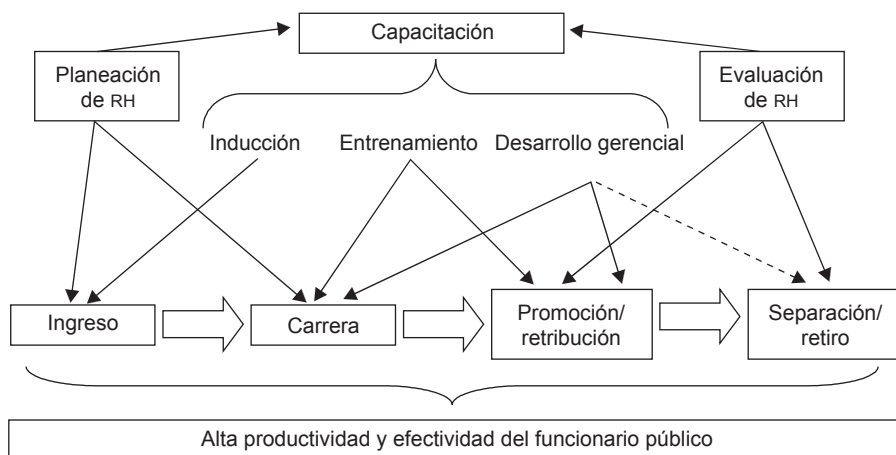 Capacitación
Planeación
de RH
Evaluación
de RH
Inducción
Entrenamiento
Desarrollo gerencial
Ingreso
Carrera
Promoción/
retribución
Separación/
retiro
Alta productividad y efectividad del funcionario público